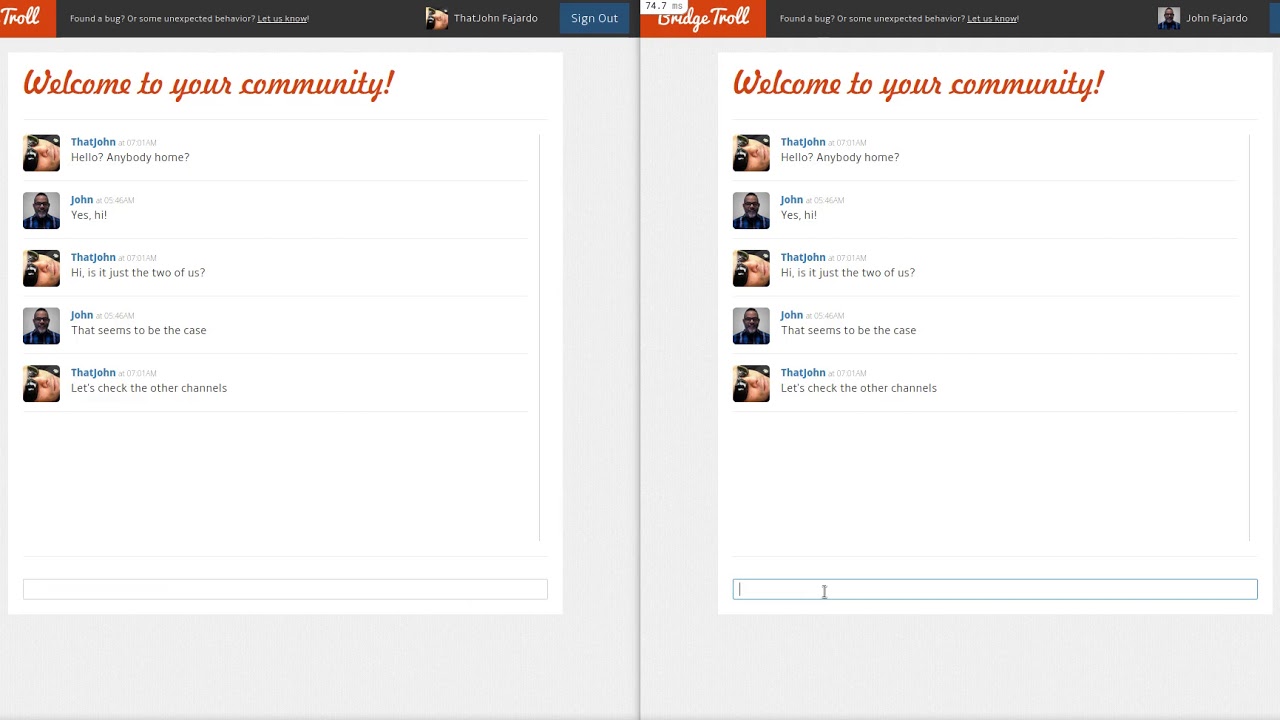 Troll
Found a bug? Or some unexpected behavior? Let us know!
ThatJohn Fajardo
Sign Out
Welcome to your community!
ThatJohn at 07:01AM
Hello? Anybody home?
John at 05:46AM
Yes, hi!
ThatJohn at 07:01AM
Hi, is it just the two of us?
John at 05:46AM
That seems to be the case
ThatJohn at 07:01AM
Let's check the other channels
74.7 ms
BridgeTroll
Found a bug? Or some unexpected behavior? Let us know!
John Fajardo
Welcome to your community!
ThatJohn at 07:01AM
Hello? Anybody home?
John at 05:46AM
Yes, hi!
ThatJohn at 07:01AM
Hi, is it just the two of us?
John at 05:46AM
That seems to be the case
ThatJohn at 07:01AM
Let's check the other channels